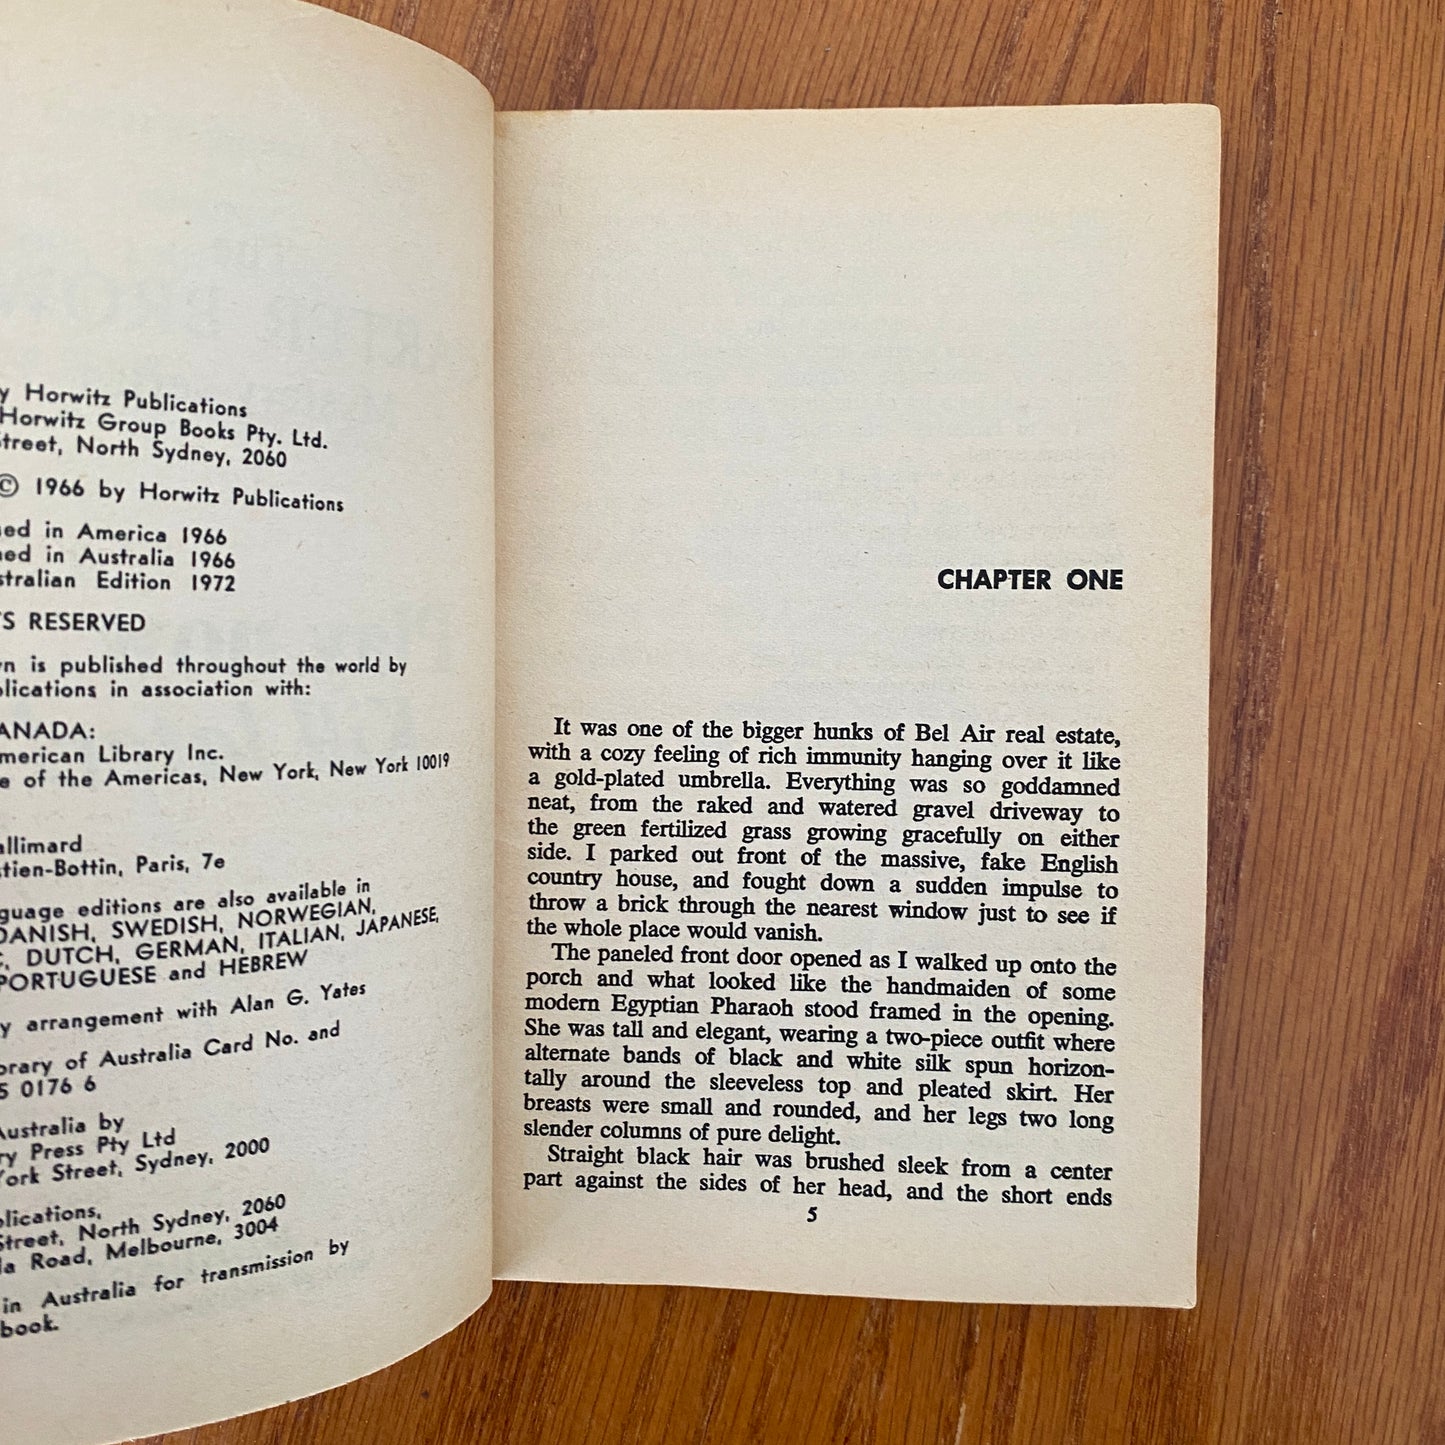 y Horwitz Publications
Horwitz Group Books Pty. Ltd.
Street, North Sydney, 2060
© 1966 by Horwitz Publications
ed in America 1966
ed in Australia 1966
stralian Edition 1972
TS RESERVED
wn is published throughout the world by
blications in association with:
ANADA:
merican Library Inc.
e of the Americas, New York, New York 10019
allimard
stien-Bottin, Paris, 7e
guage editions are also available in
DANISH, SWEDISH, NORWEGIAN,
C, DUTCH, GERMAN, ITALIAN, JAPANESE,
PORTUGUESE and HEBREW
y arrangement with Alan G. Yates
brary of Australia Card No. and
5 0176 6
Australia by
ry Press Pty Ltd
York Street, Sydney, 2000
blications,
Street, North Sydney, 2060
da Road, Melbourne, 3004
in Australia for transmission by
book.
CHAPTER ONE
It was one of the bigger hunks of Bel Air real estate,
with a cozy feeling of rich immunity hanging over it like
a gold-plated umbrella. Everything was so goddamned
neat, from the raked and watered gravel driveway to
the green fertilized grass growing gracefully on either
side. I parked out front of the massive, fake English
country house, and fought down a sudden impulse to
throw a brick through the nearest window just to see if
the whole place would vanish.
The paneled front door opened as I walked up onto the
porch and what looked like the handmaiden of some
modern Egyptian Pharaoh stood framed in the opening.
She was tall and elegant, wearing a two-piece outfit where
alternate bands of black and white silk spun horizon-
tally around the sleeveless top and pleated skirt. Her
breasts were small and rounded, and her legs two long
slender columns of pure delight.
Straight black hair was brushed sleek from a center
part against the sides of her head, and the short ends
5